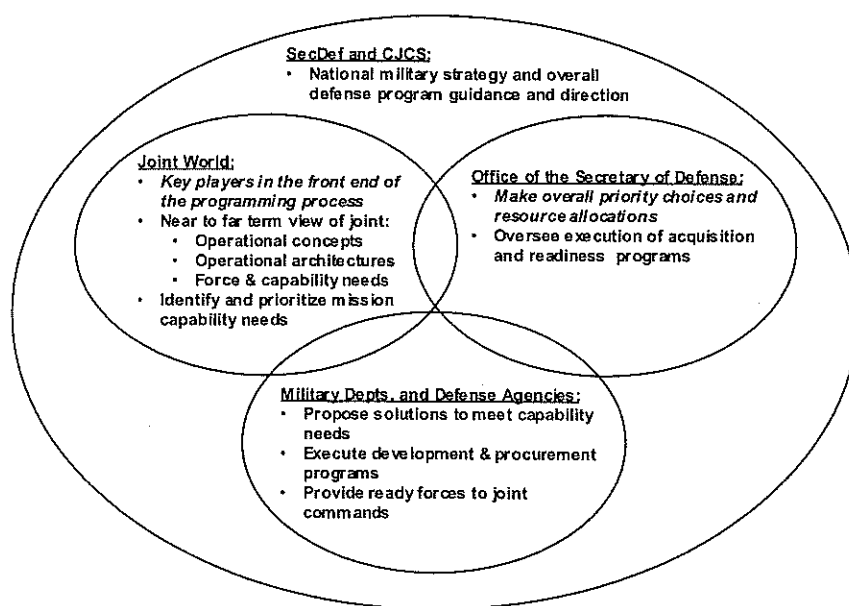 SecDef and CJCS:
• National military strategy and overall
defense program guidance and direction
Joint World:
• Key players in the front end of
the programming process
• Near to far term view of joint:
• Operational concepts
• Operational architectures
• Force & capability needs
• Identify and prioritize mission
capability needs
Office of the Secretary of Defense:
• Make overall priority choices and
resource allocations
• Oversee execution of acquisition
and readiness programs
Military Depts. and Defense Agencies:
• Propose solutions to meet capability
needs
• Execute development & procurement
programs
• Provide ready forces to joint
commands